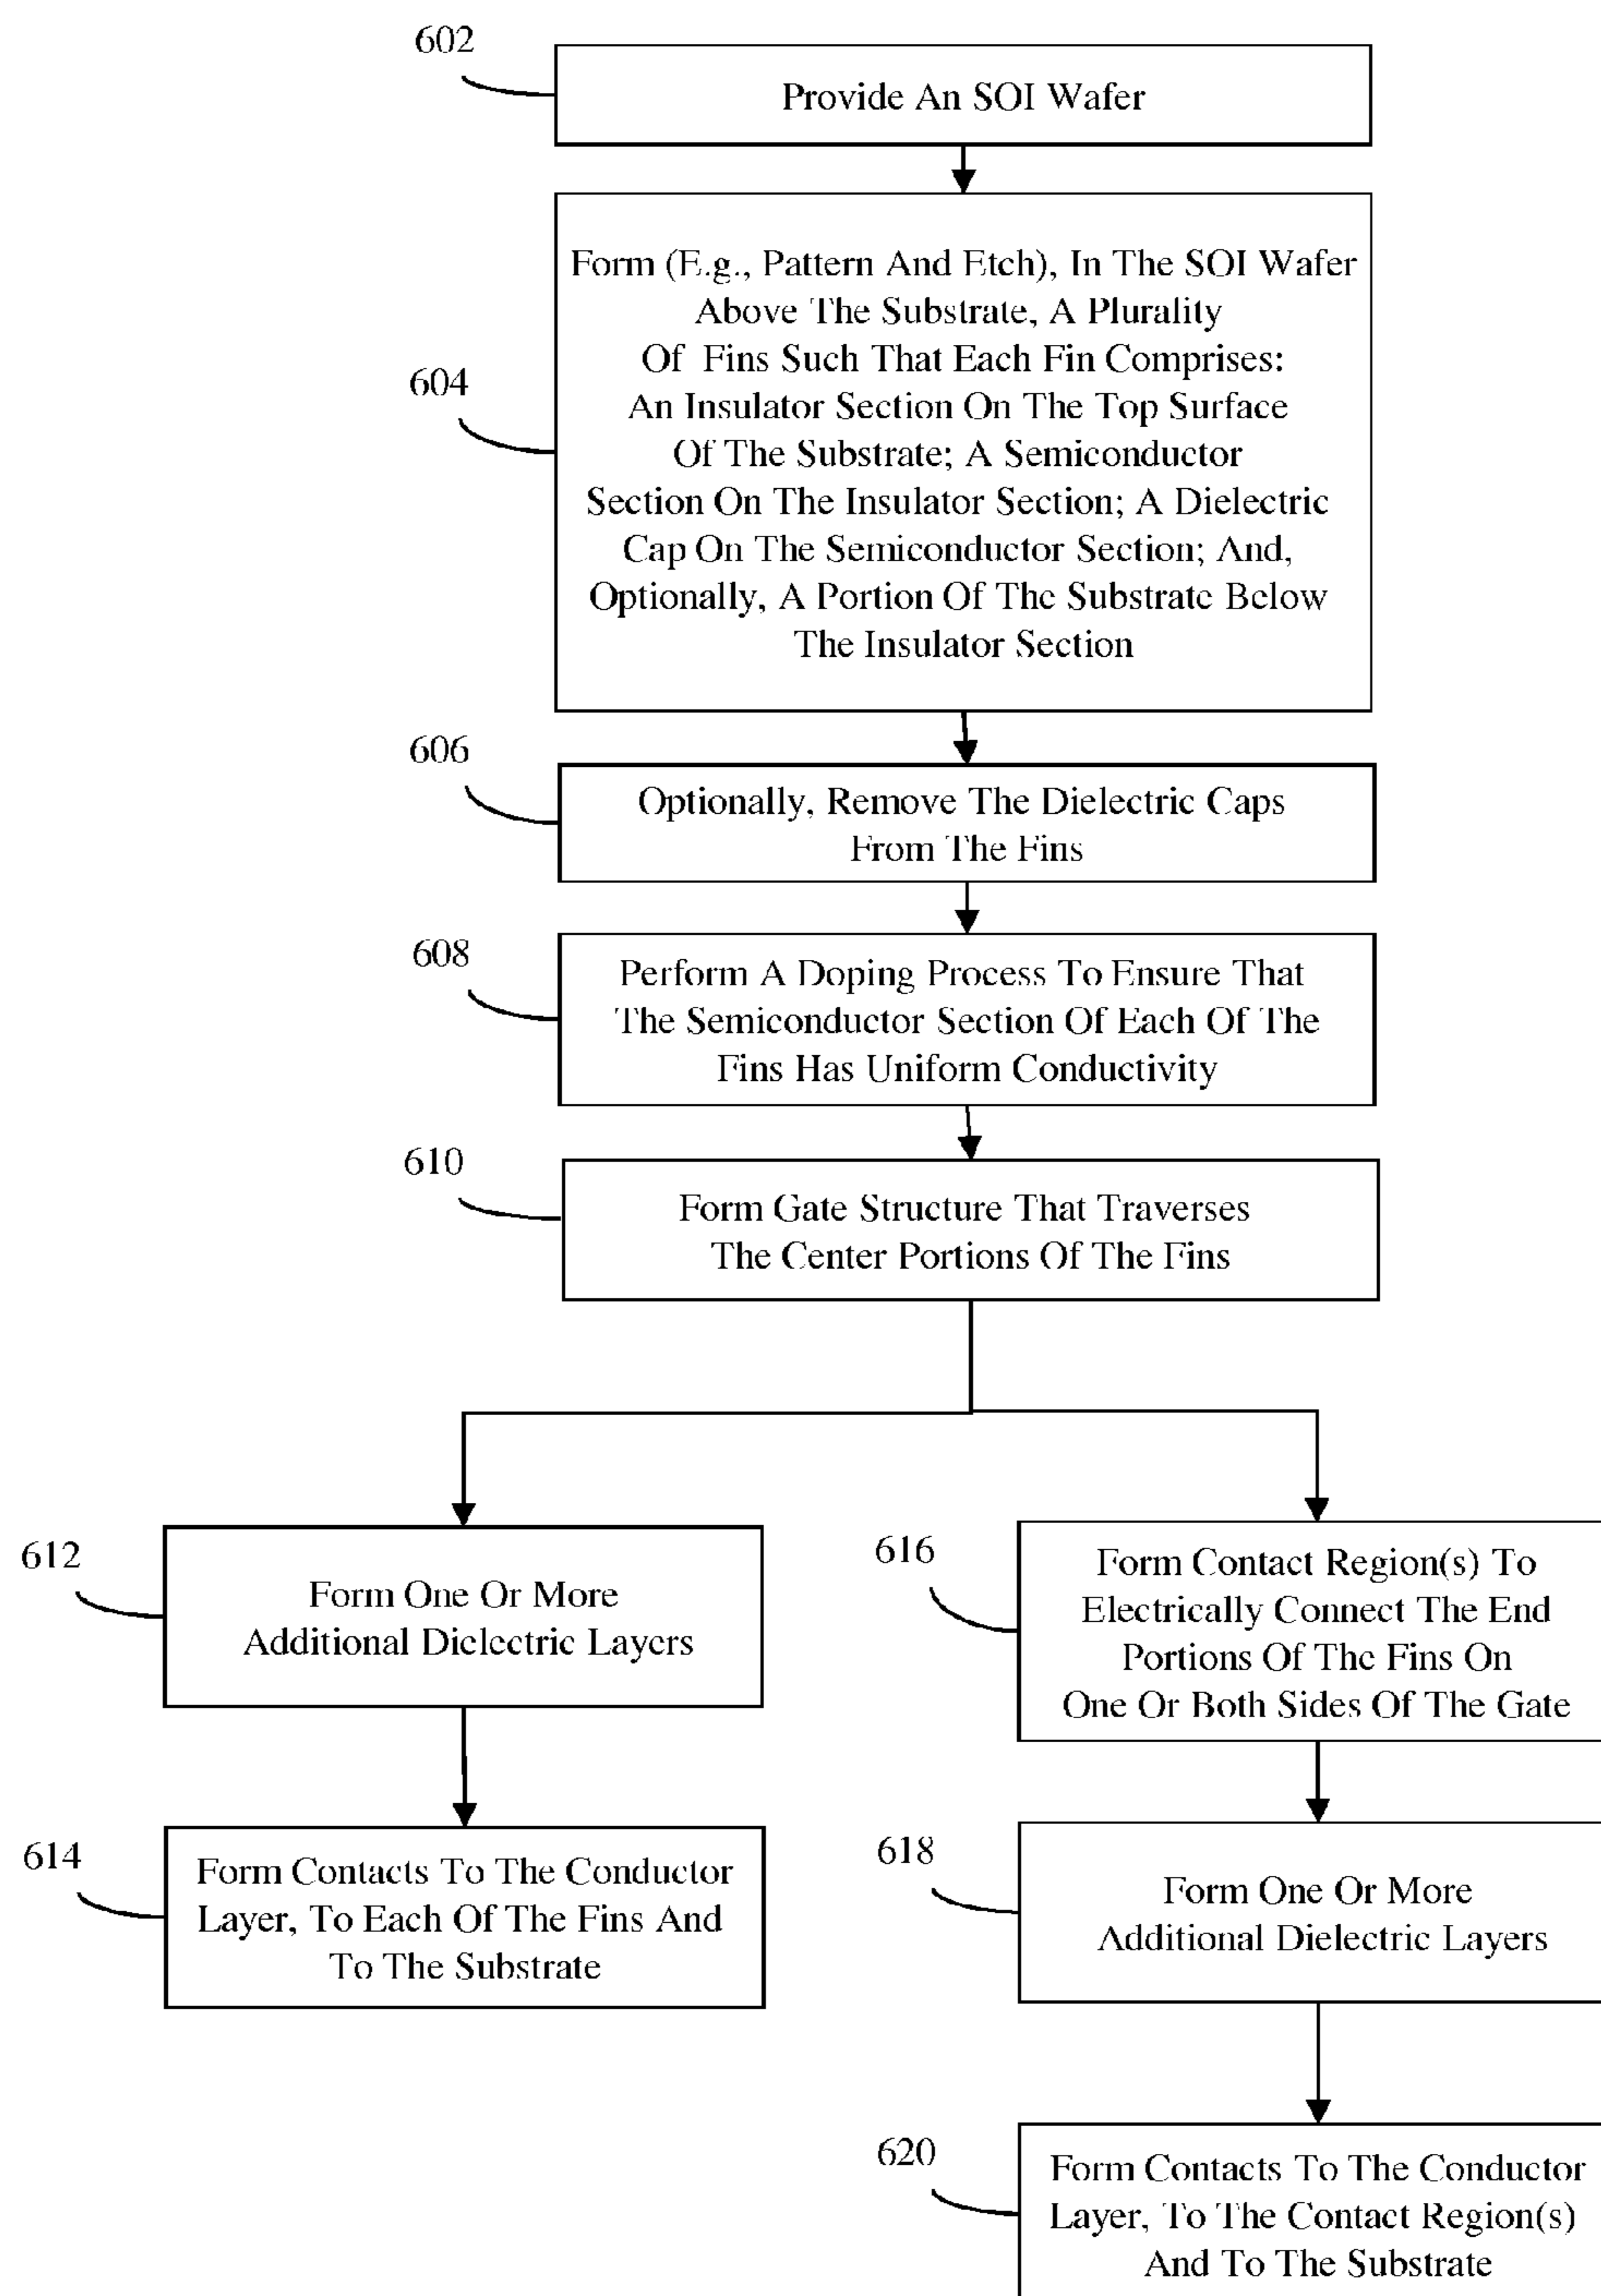 602
Provide An SOI Wafer
604
Form (E.g., Pattern And Etch), In The SOI Wafer
Above The Substrate, A Plurality
Of Fins Such That Each Fin Comprises:
An Insulator Section On The Top Surface
Of The Substrate; A Semiconductor
Section On The Insulator Section; A Dielectric
Cap On The Semiconductor Section; And,
Optionally, A Portion Of The Substrate Below
The Insulator Section
606
Optionally, Remove The Dielectric Caps
From The Fins
608
Perform A Doping Process To Ensure That
The Semiconductor Section Of Each Of The
Fins Has Uniform Conductivity
610
Form Gate Structure That Traverses
The Center Portions Of The Fins
612
Form One Or More
Additional Dielectric Layers
614
Form Contacts To The Conductor
Layer, To Each Of The Fins And
To The Substrate
616
Form Contact Region(s) To
Electrically Connect The End
Portions Of The Fins On
One Or Both Sides Of The Gate
618
Form One Or More
Additional Dielectric Layers
620
Form Contacts To The Conductor
Layer, To The Contact Region(s)
And To The Substrate